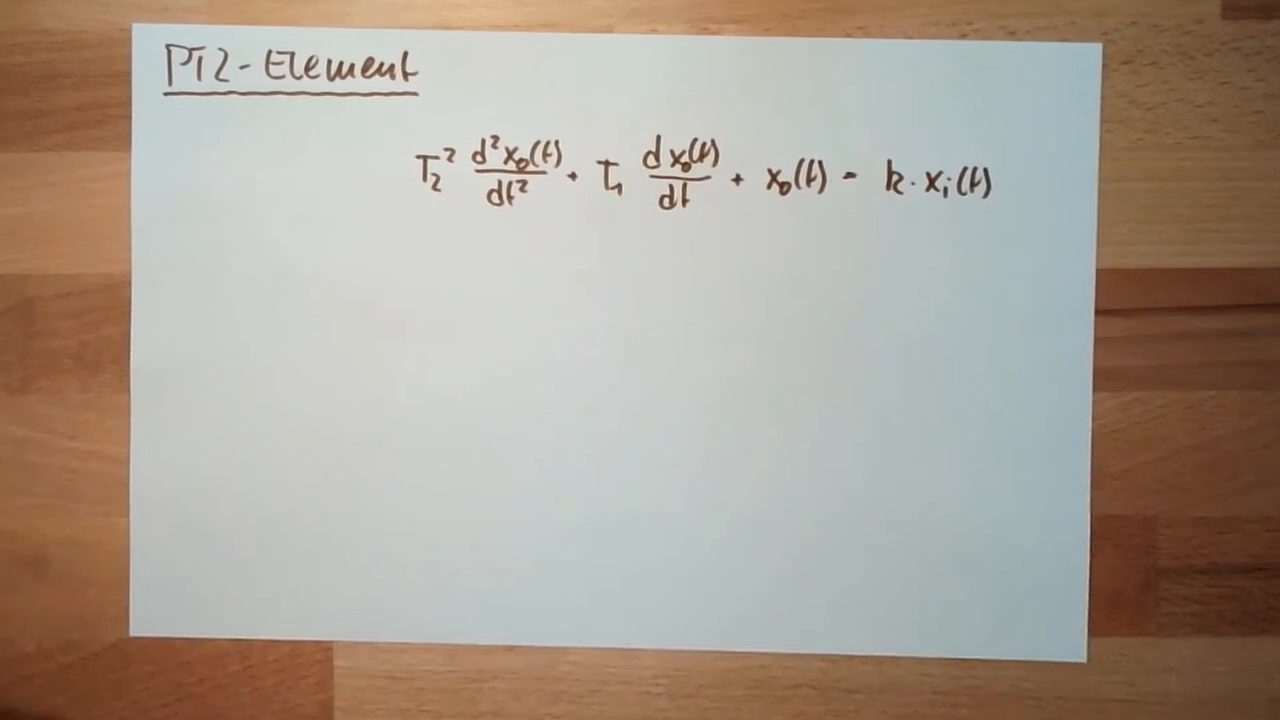 PT2-Element
T₂² d²x₀(t)/dt² + T₁ dx₀(t)/dt + x₀(t) = k · xᵢ(t)